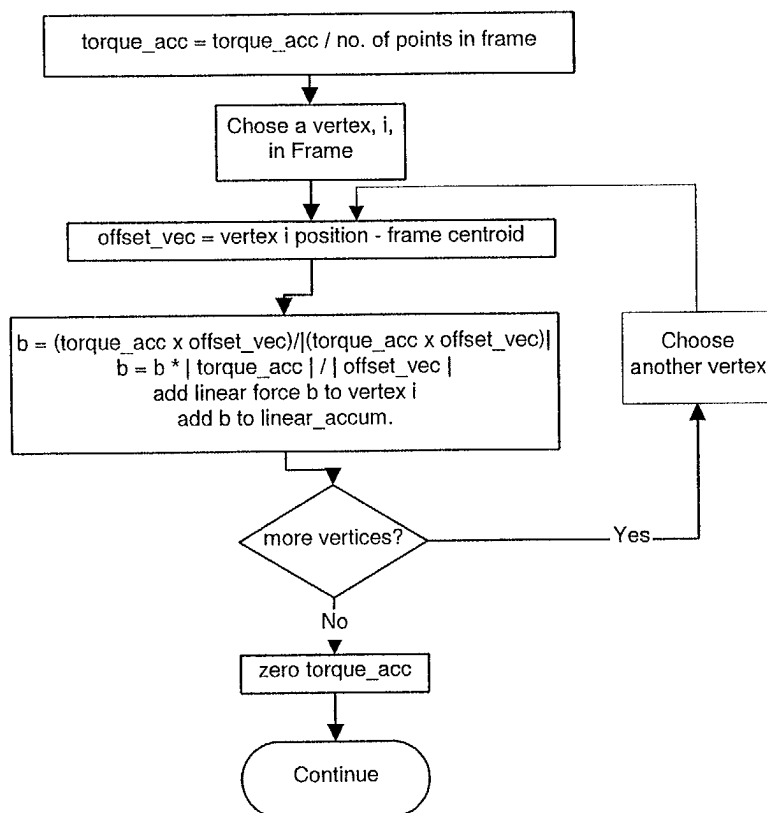 torque_acc = torque_acc / no. of points in frame
Chose a vertex, i,
in Frame
offset_vec = vertex i position - frame centroid
b = (torque_acc x offset_vec)/|(torque_acc x offset_vec)|
b = b * | torque_acc | / | offset_vec |
add linear force b to vertex i
add b to linear_accum.
Choose
another vertex
more vertices?
Yes
No
zero torque_acc
Continue